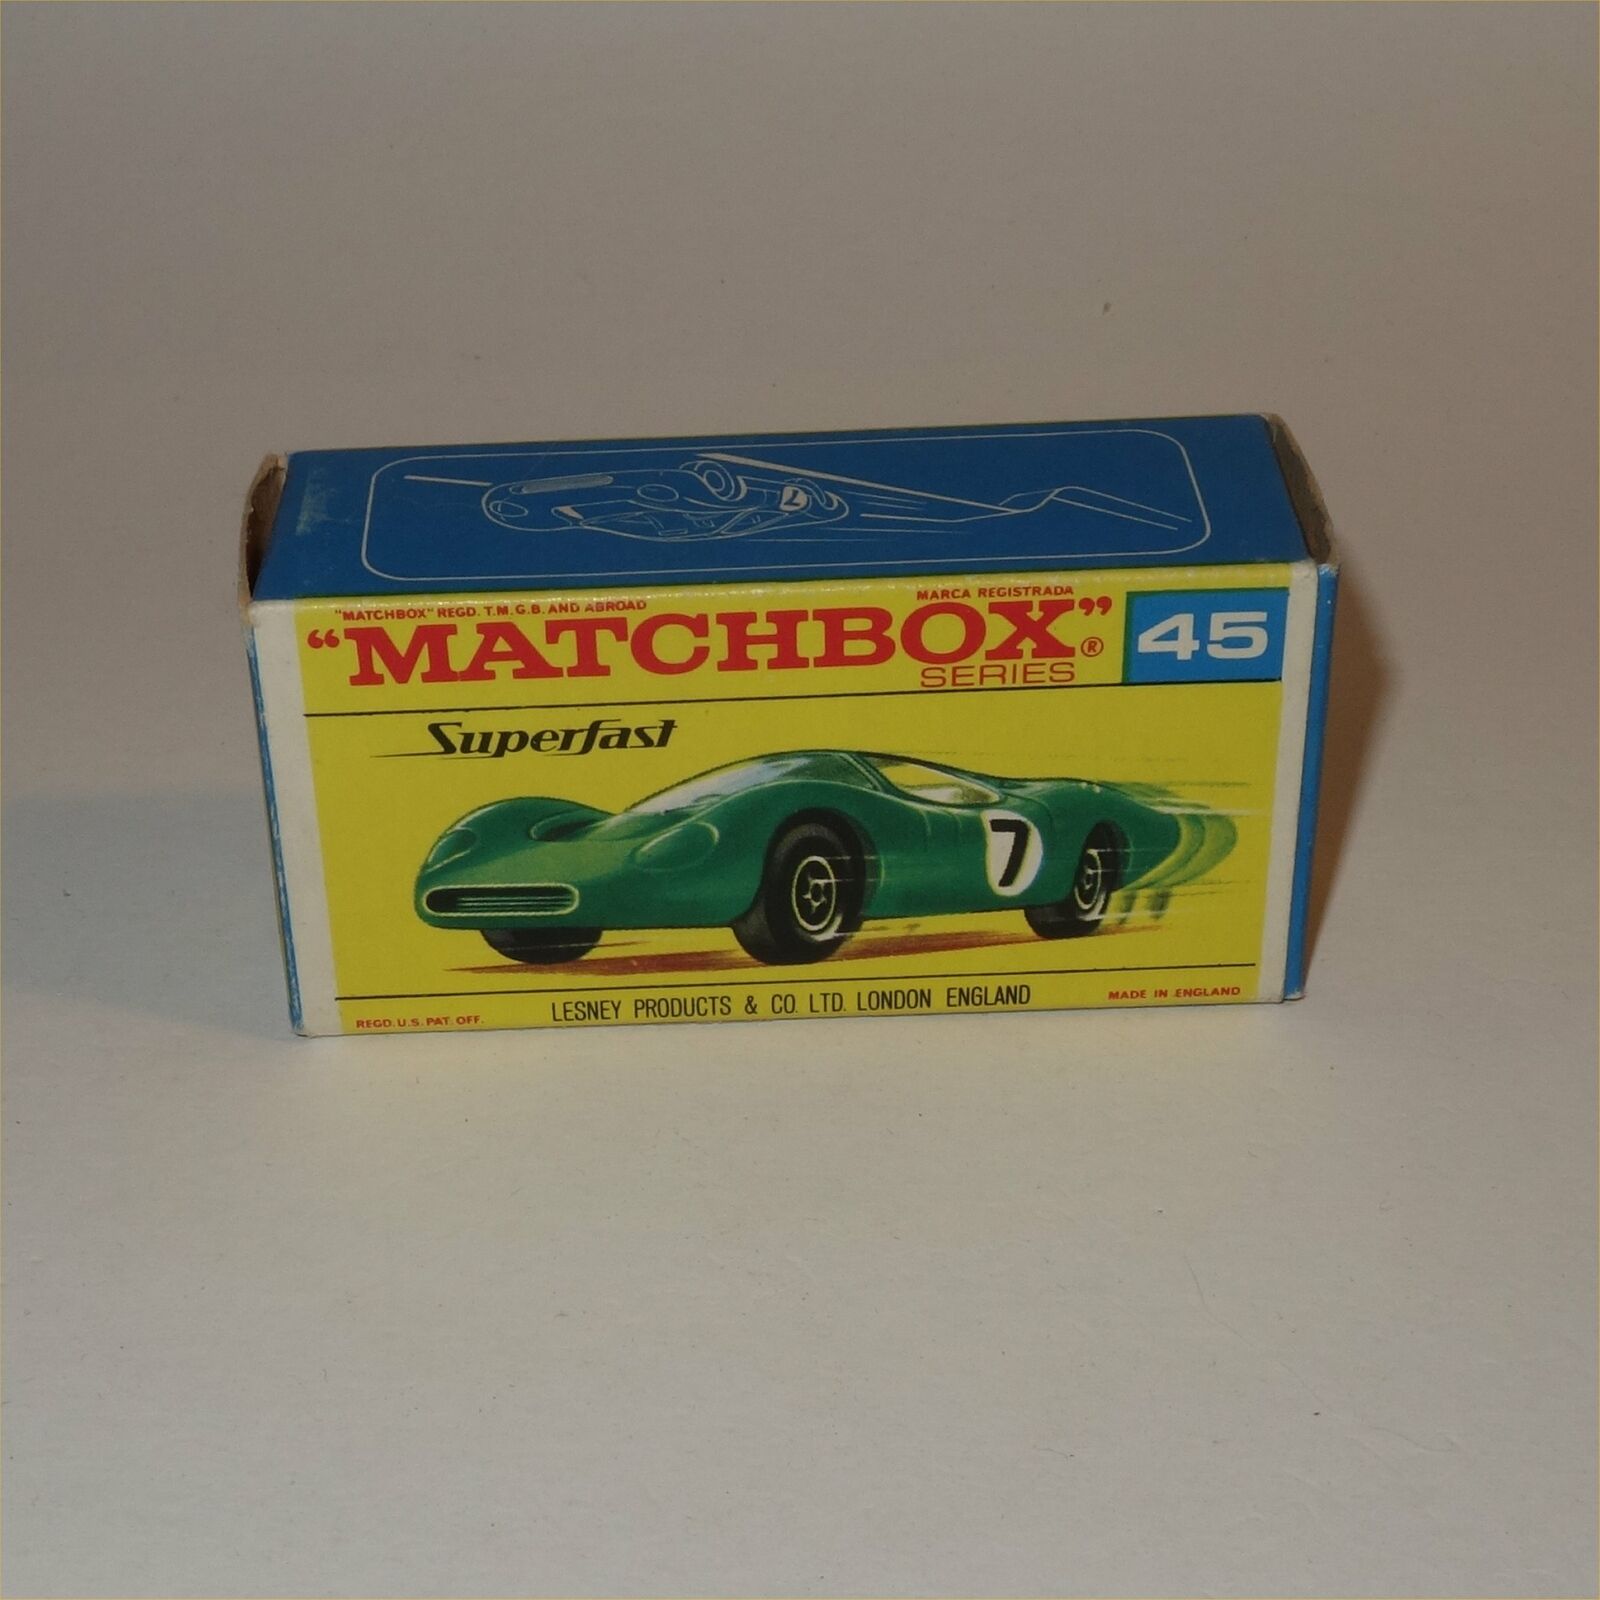 7
"MATCHBOX" REGD. T.M.G.B. AND ABROAD
MARCA REGISTRADA
“MATCHBOX”®
SERIES
45
Superfast
7
REGD. U.S. PAT. OFF.
LESNEY PRODUCTS & CO. LTD. LONDON ENGLAND
MADE IN ENGLAND